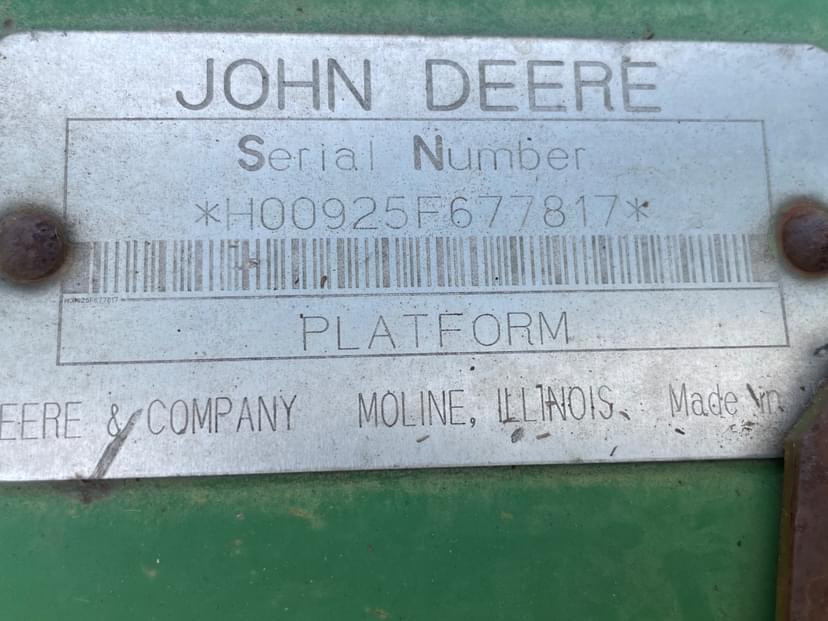 JOHN DEERE
Serial Number
*H00925F677817*
H00925F677817
PLATFORM
EERE & COMPANY MOLINE, ILLINOIS. Made in